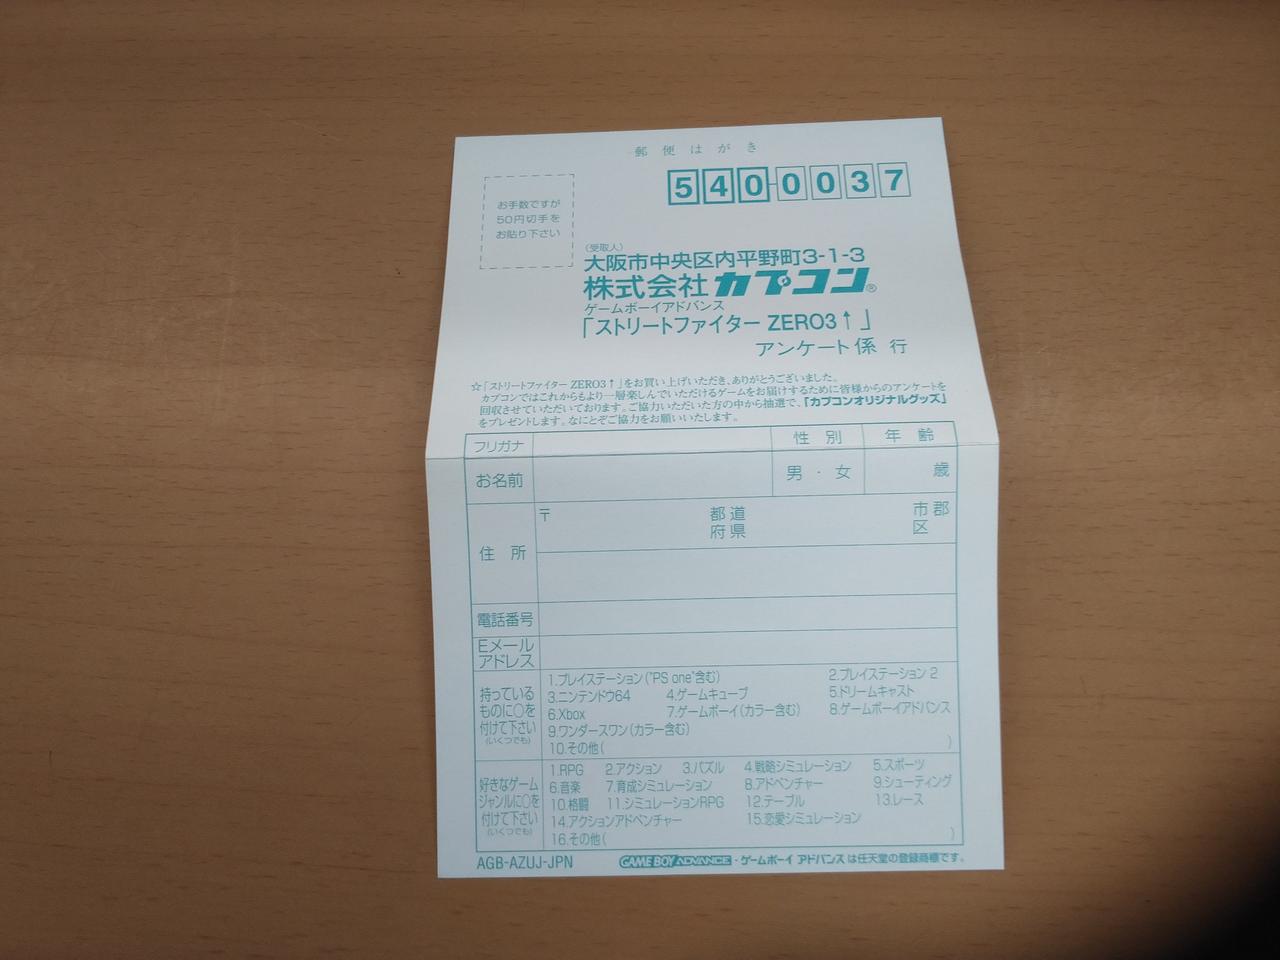 郵便はがき
お手数ですが
50円切手を
お貼り下さい
540-0037
(受取人)
大阪市中央区内平野町3-1-3
株式会社カプコン®
ゲームボーイアドバンス
「ストリートファイター ZERO3↑」
アンケート係 行
☆「ストリートファイター ZERO3↑」をお買い上げいただき、ありがとうございました。
カプコンではこれからもより一層楽しんでいただけるゲームをお届けするために皆様からのアンケートを
回収させていただいております。ご協力いただいた方の中から抽選で、「カプコンオリジナルグッズ」
をプレゼントします。なにとぞご協力をお願いいたします。
フリガナ 性別 年齢
お名前 男・女 歳
住所 〒 都道府県 市郡区
電話番号
Eメールアドレス
持っているものに○を付けて下さい(いくつでも)
1.プレイステーション("PS one"含む) 2.プレイステーション2
3.ニンテンドウ64 4.ゲームキューブ 5.ドリームキャスト
6.Xbox 7.ゲームボーイ(カラー含む) 8.ゲームボーイアドバンス
9.ワンダースワン(カラー含む)
10.その他( )
好きなゲームジャンルに○を付けて下さい(いくつでも)
1.RPG 2.アクション 3.パズル 4.戦略シミュレーション 5.スポーツ
6.音楽 7.育成シミュレーション 8.アドベンチャー 9.シューティング
10.格闘 11.シミュレーションRPG 12.テーブル 13.レース
14.アクションアドベンチャー 15.恋愛シミュレーション
16.その他( )
AGB-AZUJ-JPN GAME BOY ADVANCE・ゲームボーイ アドバンスは任天堂の登録商標です。